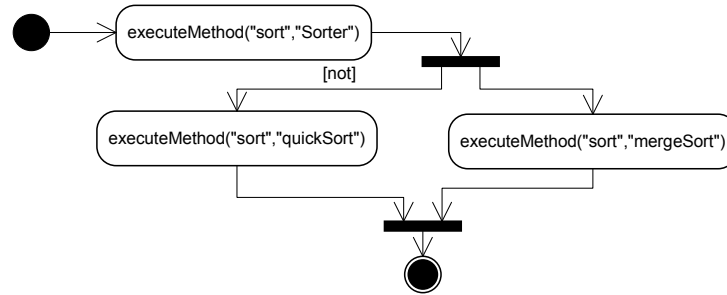 executeMethod("sort","Sorter")
[not]
executeMethod("sort","quickSort")
executeMethod("sort","mergeSort")